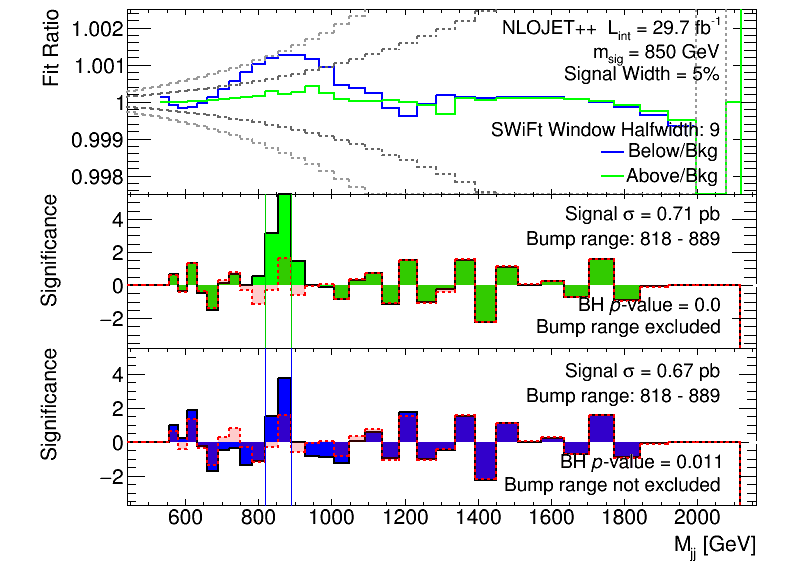 Fit Ratio
1.002
1.001
1
0.999
0.998
NLOJET++ L_int = 29.7 fb⁻¹
m_sig = 850 GeV
Signal Width = 5%
SWiFt Window Halfwidth: 9
Below/Bkg
Above/Bkg
Significance
4
2
0
−2
Signal σ = 0.71 pb
Bump range: 818 - 889
BH p-value = 0.0
Bump range excluded
Significance
4
2
0
−2
Signal σ = 0.67 pb
Bump range: 818 - 889
BH p-value = 0.011
Bump range not excluded
600 800 1000 1200 1400 1600 1800 2000
M_jj [GeV]